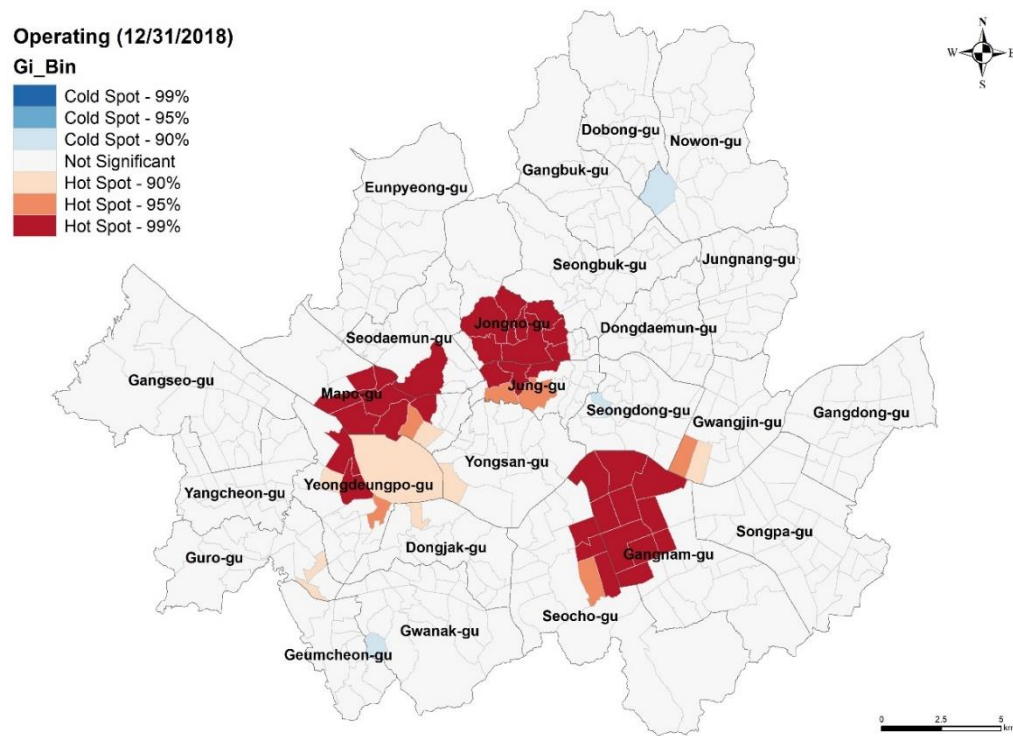 Operating (12/31/2018)
Gi_Bin
Cold Spot - 99%
Cold Spot - 95%
Cold Spot - 90%
Not Significant
Hot Spot - 90%
Hot Spot - 95%
Hot Spot - 99%
N
W E
S
Dobong-gu
Nowon-gu
Gangbuk-gu
Eunpyeong-gu
Seongbuk-gu
Jungnang-gu
Jongno-gu
Dongdaemun-gu
Seodaemun-gu
Gangseo-gu
Mapo-gu
Jung-gu
Seongdong-gu
Gwangjin-gu
Gangdong-gu
Yongsan-gu
Yangcheon-gu
Yeongdeungpo-gu
Songpa-gu
Guro-gu
Dongjak-gu
Gangnam-gu
Seocho-gu
Gwanak-gu
Geumcheon-gu
0 2.5 5
km